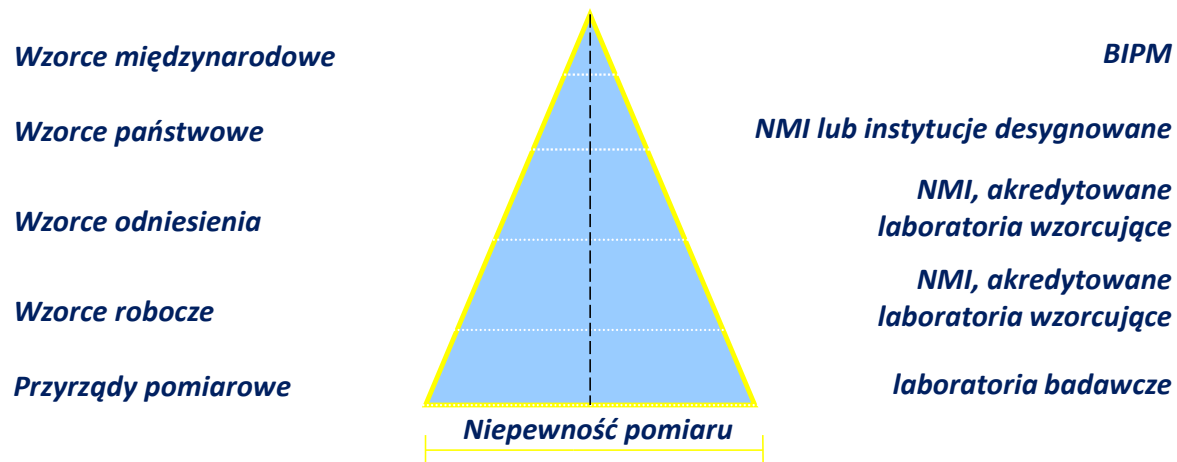 Wzorce międzynarodowe
BIPM
Wzorce państwowe
NMI lub instytucje desygnowane
Wzorce odniesienia
NMI, akredytowane
laboratoria wzorcujące
Wzorce robocze
NMI, akredytowane
laboratoria wzorcujące
Przyrządy pomiarowe
laboratoria badawcze
Niepewność pomiaru